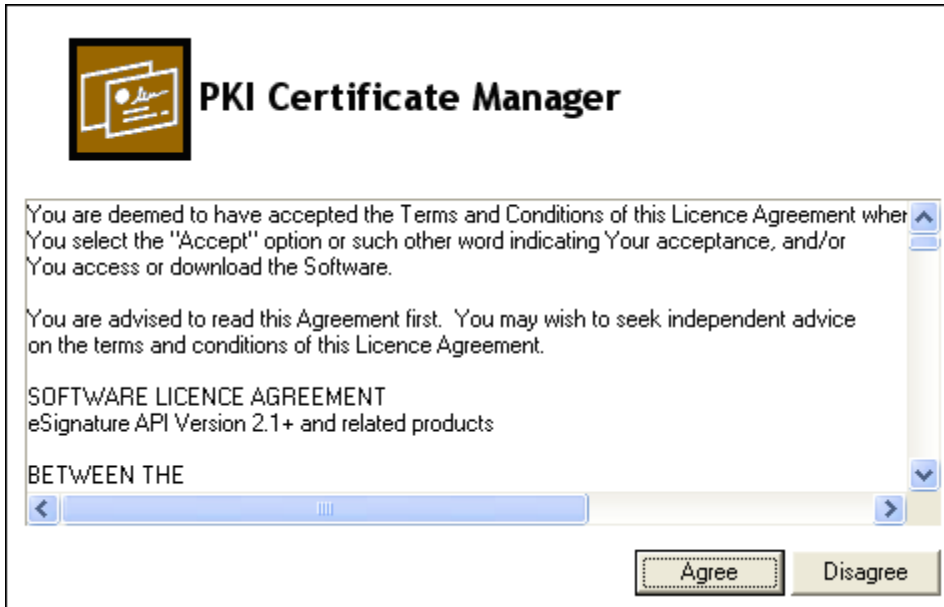 PKI Certificate Manager
You are deemed to have accepted the Terms and Conditions of this Licence Agreement when
You select the "Accept" option or such other word indicating Your acceptance, and/or
You access or download the Software.
You are advised to read this Agreement first.  You may wish to seek independent advice
on the terms and conditions of this Licence Agreement.
SOFTWARE LICENCE AGREEMENT
eSignature API Version 2.1+ and related products
BETWEEN THE
Agree Disagree